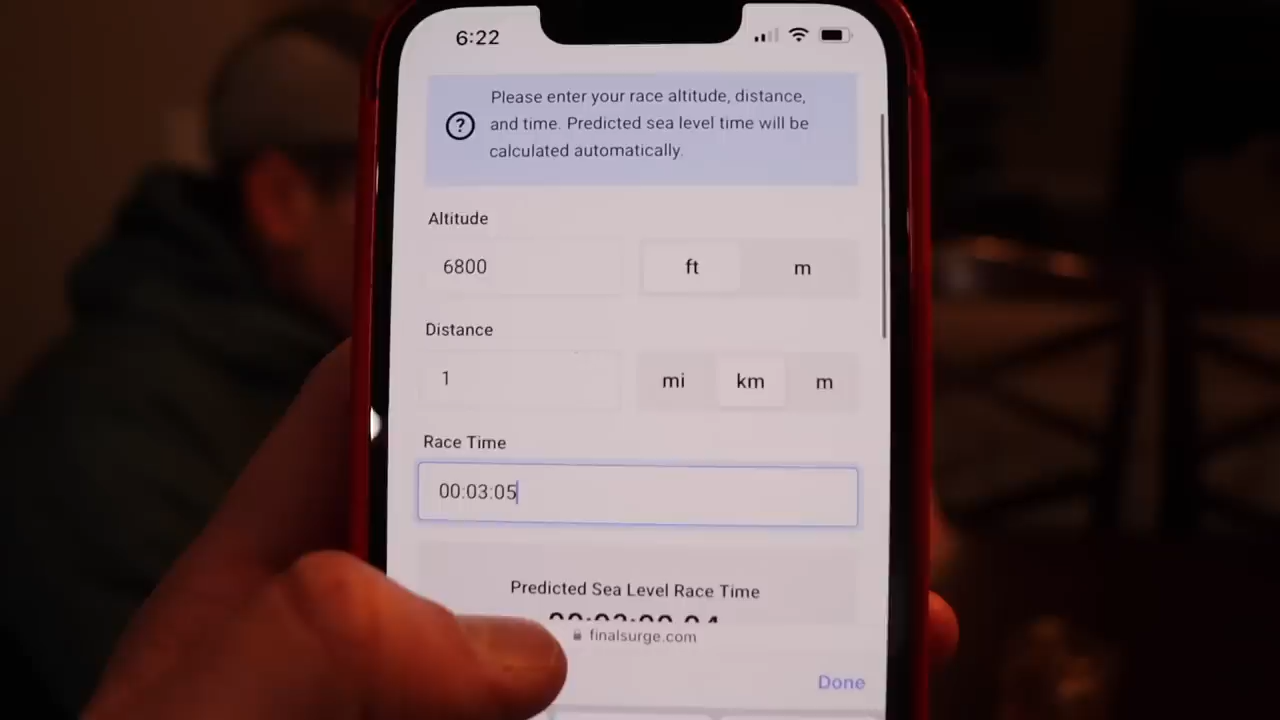 6:22
Please enter your race altitude, distance,
and time. Predicted sea level time will be
calculated automatically.
Altitude
6800
ft
m
Distance
1
mi
km
m
Race Time
00:03:05
Predicted Sea Level Race Time
finalsurge.com
Done